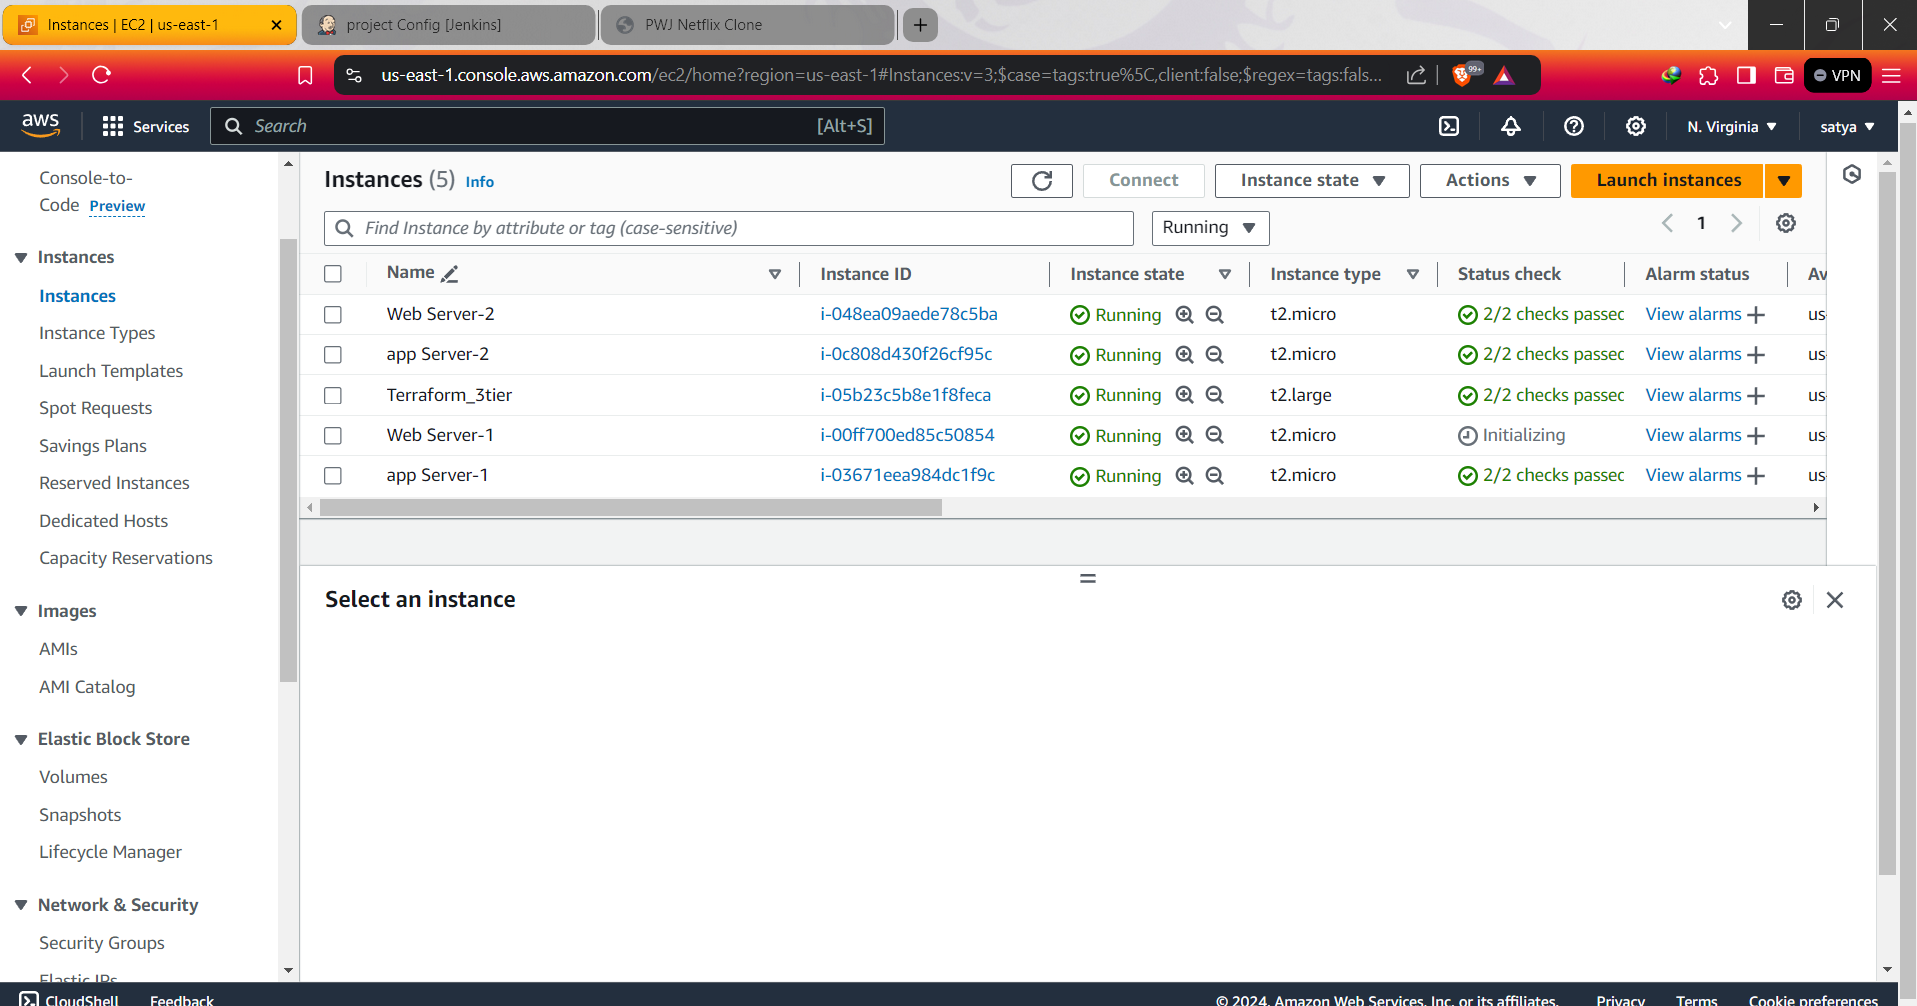 Instances | EC2 | us-east-1
project Config [Jenkins]
PWJ Netflix Clone
us-east-1.console.aws.amazon.com/ec2/home?region=us-east-1#Instances:v=3;$case=tags:true%5C,client:false;$regex=tags:fals...
99+
VPN
aws
Services
Search
[Alt+S]
N. Virginia
satya
Console-to-
Code Preview
Instances
Instances
Instance Types
Launch Templates
Spot Requests
Savings Plans
Reserved Instances
Dedicated Hosts
Capacity Reservations
Images
AMIs
AMI Catalog
Elastic Block Store
Volumes
Snapshots
Lifecycle Manager
Network & Security
Security Groups
Elastic IPs
Instances (5) Info
Connect
Instance state
Actions
Launch instances
Find Instance by attribute or tag (case-sensitive)
Running
1
Name Instance ID Instance state Instance type Status check Alarm status Av
Web Server-2 i-048ea09aede78c5ba Running t2.micro 2/2 checks passed View alarms us-
app Server-2 i-0c808d430f26cf95c Running t2.micro 2/2 checks passed View alarms us-
Terraform_3tier i-05b23c5b8e1f8feca Running t2.large 2/2 checks passed View alarms us-
Web Server-1 i-00ff700ed85c50854 Running t2.micro Initializing View alarms us-
app Server-1 i-03671eea984dc1f9c Running t2.micro 2/2 checks passed View alarms us-
Select an instance
CloudShell Feedback © 2024, Amazon Web Services, Inc. or its affiliates. Privacy Terms Cookie preferences